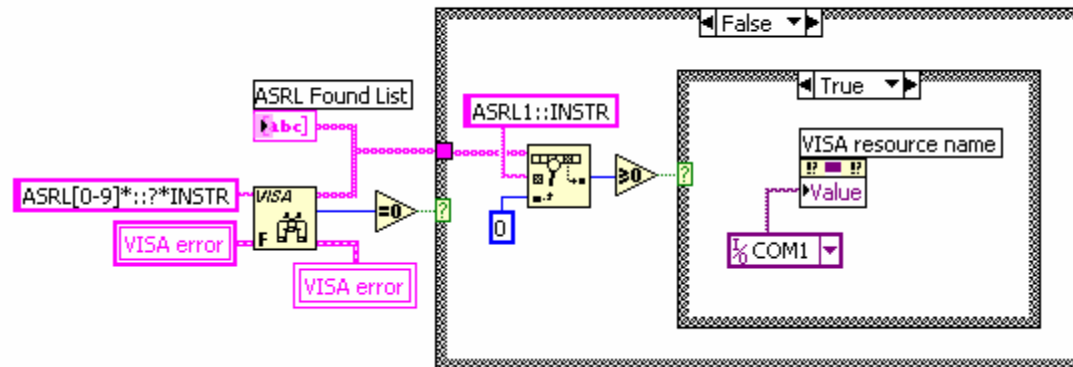 False
True
ASRL Found List
abc
ASRL1::INSTR
VISA resource name
Value
ASRL[0-9]*::?*INSTR
VISA
F
=0
?
≥0
?
VISA error
VISA error
0
I/O COM1